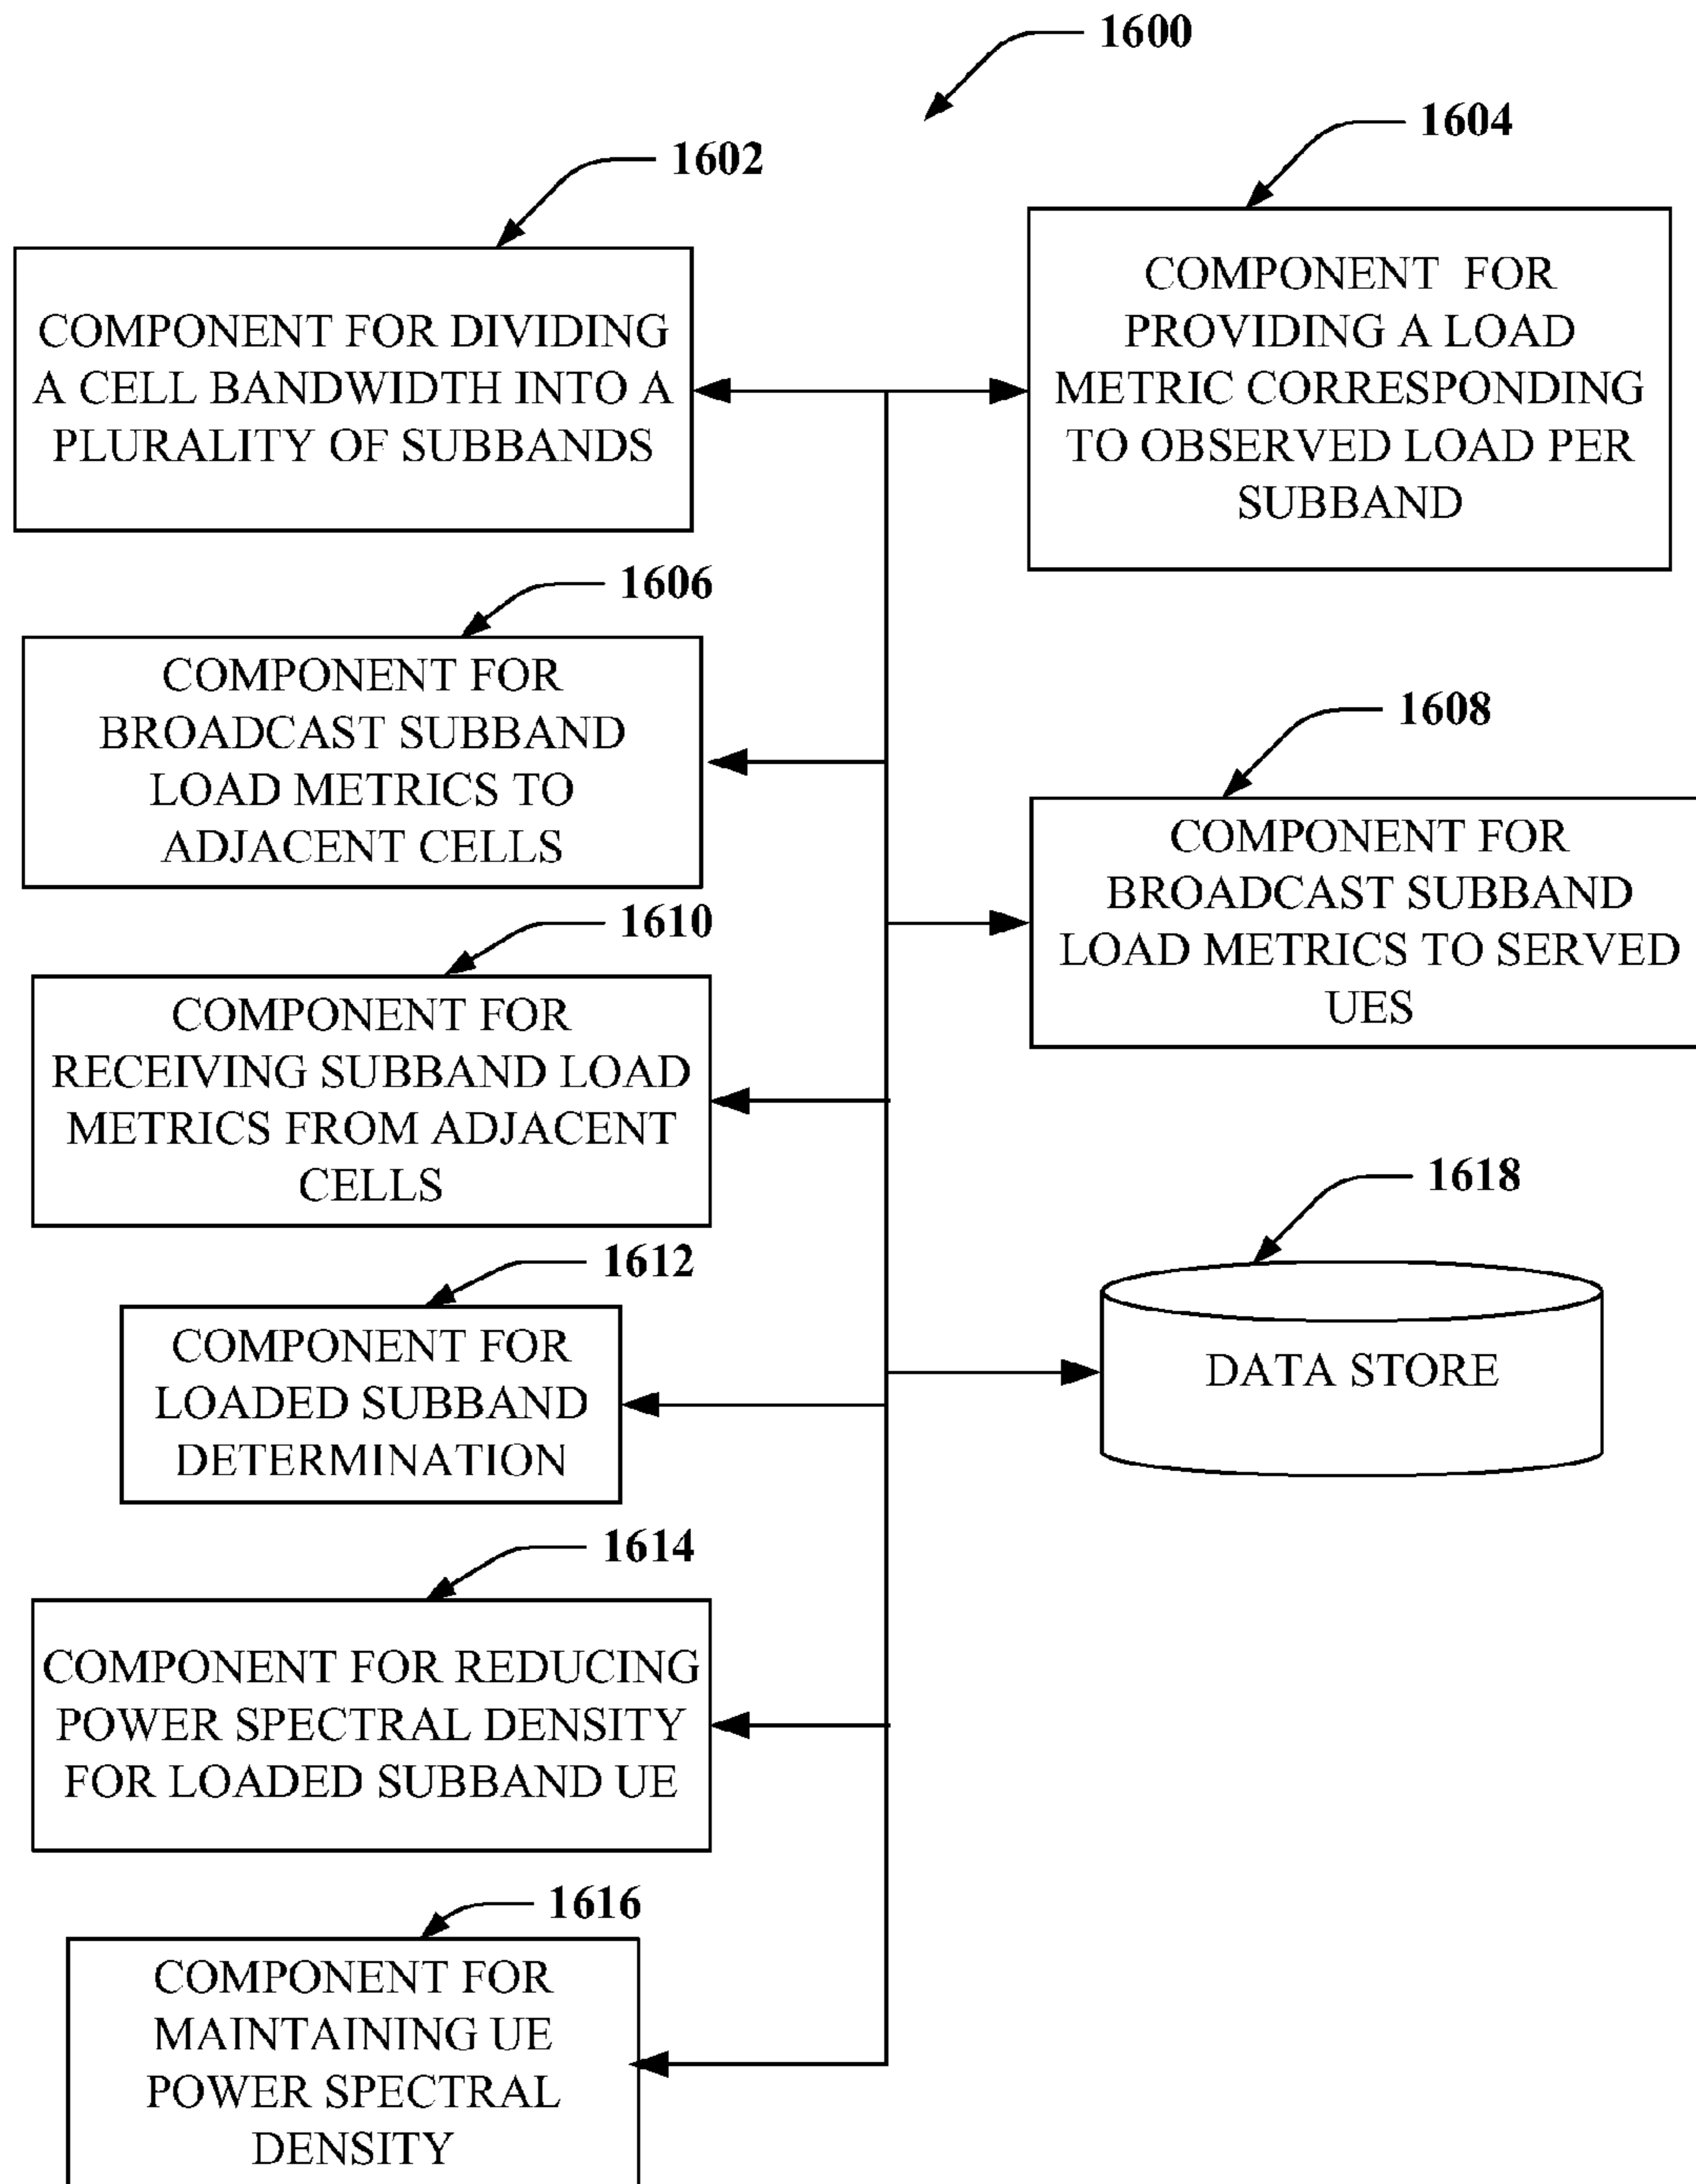 1600
1604
1602
COMPONENT FOR DIVIDING
A CELL BANDWIDTH INTO A
PLURALITY OF SUBBANDS
COMPONENT FOR
PROVIDING A LOAD
METRIC CORRESPONDING
TO OBSERVED LOAD PER
SUBBAND
1606
COMPONENT FOR
BROADCAST SUBBAND
LOAD METRICS TO
ADJACENT CELLS
1608
COMPONENT FOR
BROADCAST SUBBAND
LOAD METRICS TO SERVED
UES
1610
COMPONENT FOR
RECEIVING SUBBAND LOAD
METRICS FROM ADJACENT
CELLS
1618
DATA STORE
1612
COMPONENT FOR
LOADED SUBBAND
DETERMINATION
1614
COMPONENT FOR REDUCING
POWER SPECTRAL DENSITY
FOR LOADED SUBBAND UE
1616
COMPONENT FOR
MAINTAINING UE
POWER SPECTRAL
DENSITY